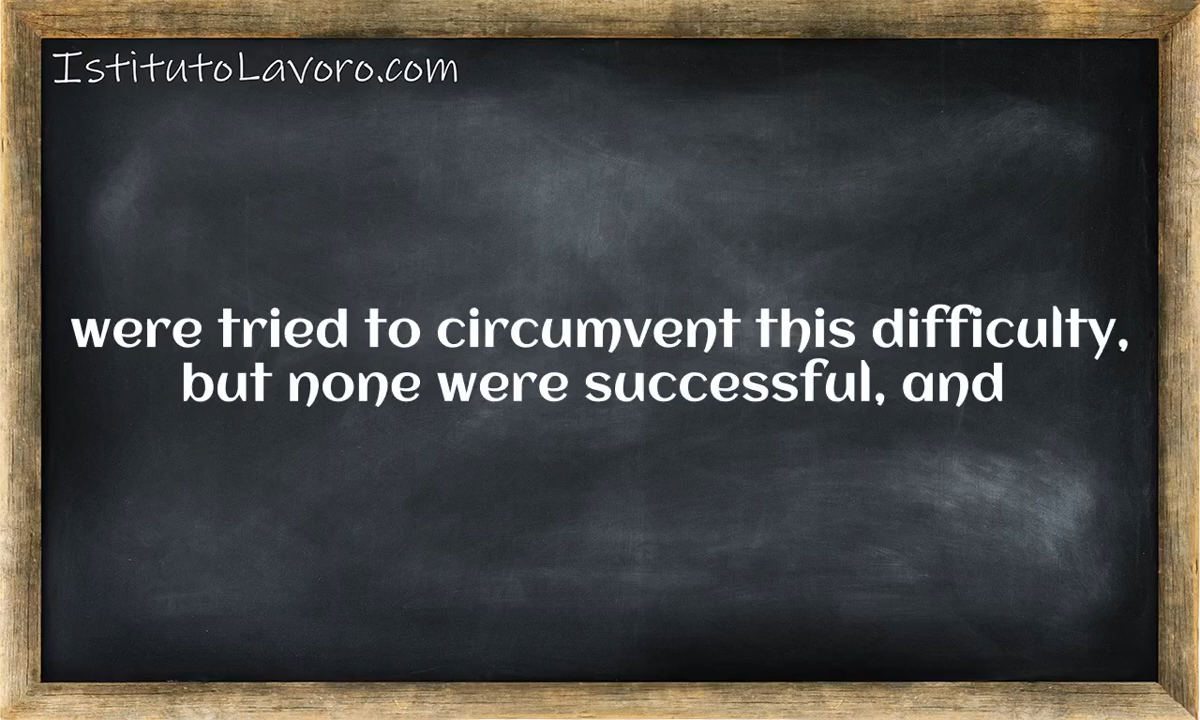 IstitutoLavoro.com
were tried to circumvent this difficulty,
but none were successful, and